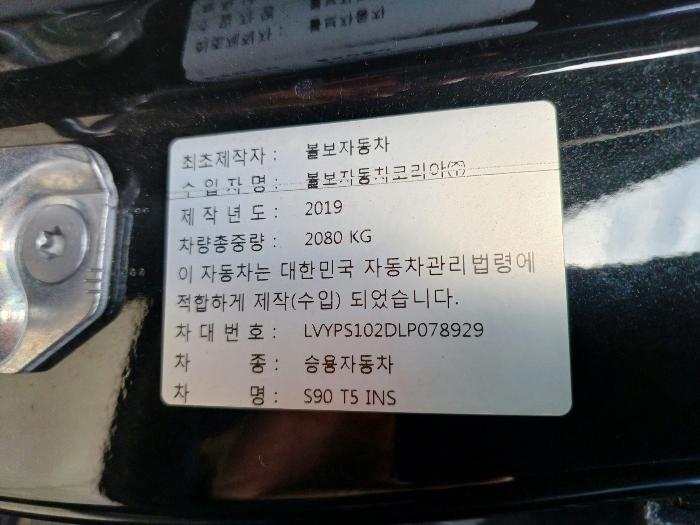 최초제작자 : 볼보자동차
수 입 자 명 : 볼보자동차코리아(주)
제 작 년 도 : 2019
차량총중량 : 2080 KG
이 자동차는 대한민국 자동차관리법령에
적합하게 제작(수입) 되었습니다.
차 대 번 호 : LVYPS102DLP078929
차 종 : 승용자동차
차 명 : S90 T5 INS